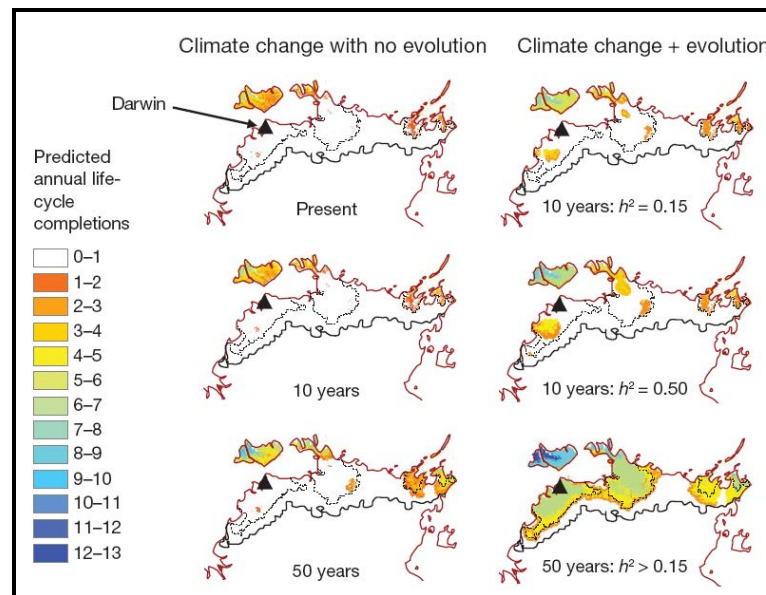 Climate change with no evolution
Climate change + evolution
Darwin
Predicted
annual life-
cycle
completions
0–1
1–2
2–3
3–4
4–5
5–6
6–7
7–8
8–9
9–10
10–11
11–12
12–13
Present
10 years: h² = 0.15
10 years
10 years: h² = 0.50
50 years
50 years: h² > 0.15